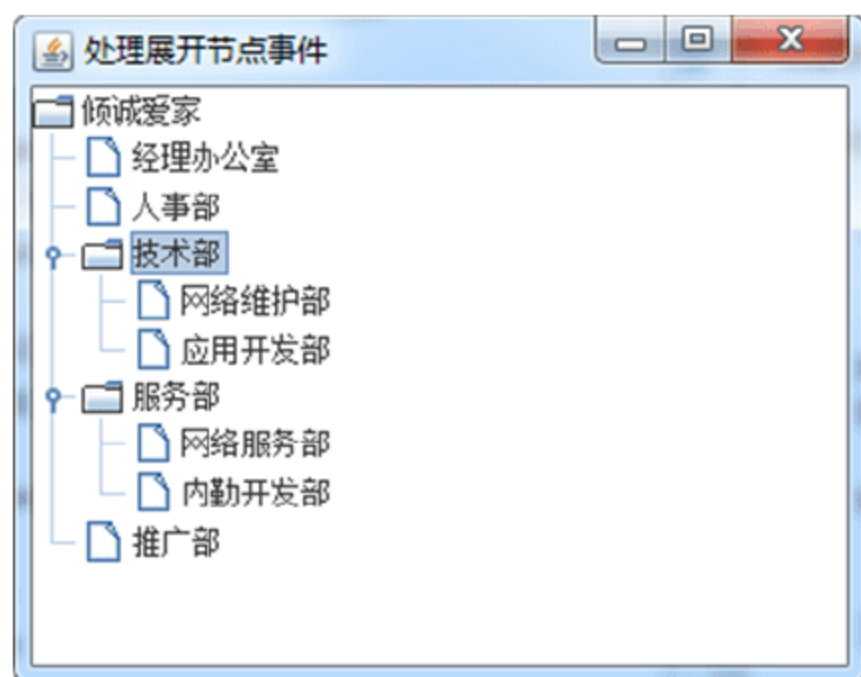 处理展开节点事件
倾诚爱家
经理办公室
人事部
技术部
网络维护部
应用开发部
服务部
网络服务部
内勤开发部
推广部